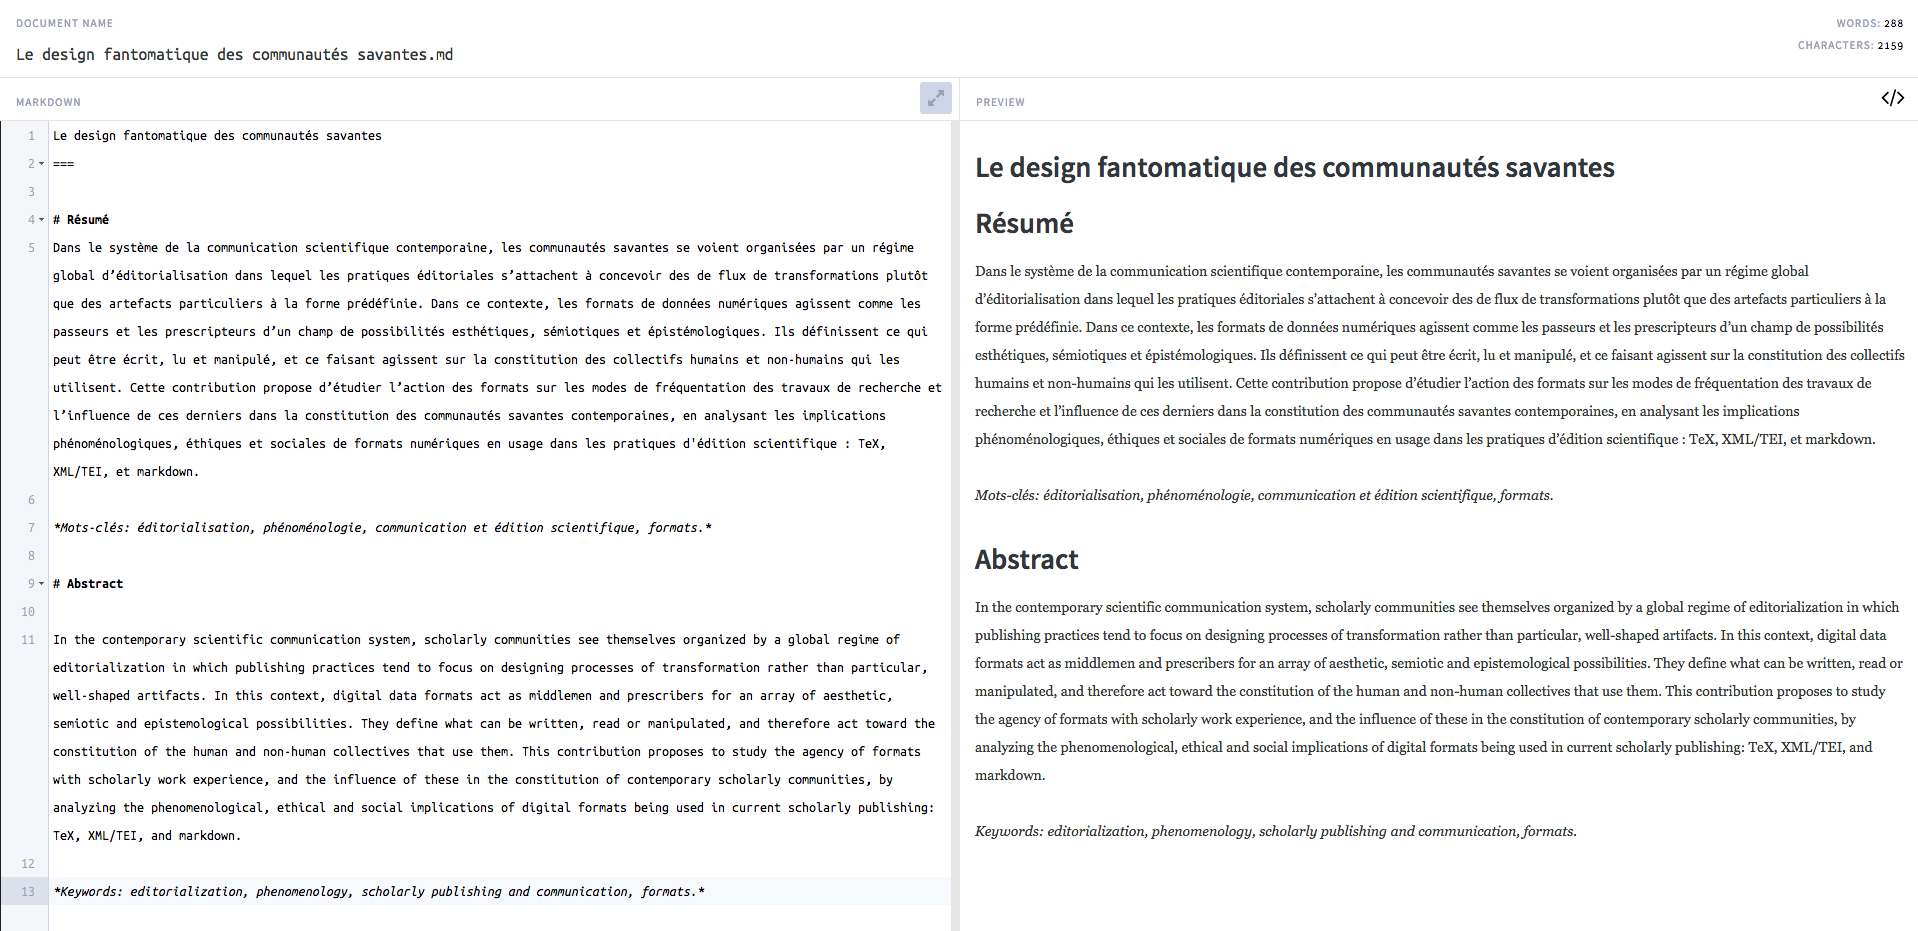 DOCUMENT NAME
WORDS: 288
Le design fantomatique des communautés savantes.md
CHARACTERS: 2159
MARKDOWN
1 Le design fantomatique des communautés savantes
2 ===
3
4 # Résumé
5 Dans le système de la communication scientifique contemporaine, les communautés savantes se voient organisées par un régime
global d’éditorialisation dans lequel les pratiques éditoriales s’attachent à concevoir des de flux de transformations plutôt
que des artefacts particuliers à la forme prédéfinie. Dans ce contexte, les formats de données numériques agissent comme les
passeurs et les prescripteurs d’un champ de possibilités esthétiques, sémiotiques et épistémologiques. Ils définissent ce qui
peut être écrit, lu et manipulé, et ce faisant agissent sur la constitution des collectifs humains et non-humains qui les
utilisent. Cette contribution propose d’étudier l’action des formats sur les modes de fréquentation des travaux de recherche et
l’influence de ces derniers dans la constitution des communautés savantes contemporaines, en analysant les implications
phénoménologiques, éthiques et sociales de formats numériques en usage dans les pratiques d'édition scientifique : TeX,
XML/TEI, et markdown.
6
7 *Mots-clés: éditorialisation, phénoménologie, communication et édition scientifique, formats.*
8
9 # Abstract
10
11 In the contemporary scientific communication system, scholarly communities see themselves organized by a global regime of
editorialization in which publishing practices tend to focus on designing processes of transformation rather than particular,
well-shaped artifacts. In this context, digital data formats act as middlemen and prescribers for an array of aesthetic,
semiotic and epistemological possibilities. They define what can be written, read or manipulated, and therefore act toward the
constitution of the human and non-human collectives that use them. This contribution proposes to study the agency of formats
with scholarly work experience, and the influence of these in the constitution of contemporary scholarly communities, by
analyzing the phenomenological, ethical and social implications of digital formats being used in current scholarly publishing:
TeX, XML/TEI, and markdown.
12
13 *Keywords: editorialization, phenomenology, scholarly publishing and communication, formats.*
PREVIEW
</>
Le design fantomatique des communautés savantes
Résumé
Dans le système de la communication scientifique contemporaine, les communautés savantes se voient organisées par un régime global
d’éditorialisation dans lequel les pratiques éditoriales s’attachent à concevoir des de flux de transformations plutôt que des artefacts particuliers à la
forme prédéfinie. Dans ce contexte, les formats de données numériques agissent comme les passeurs et les prescripteurs d’un champ de possibilités
esthétiques, sémiotiques et épistémologiques. Ils définissent ce qui peut être écrit, lu et manipulé, et ce faisant agissent sur la constitution des collectifs
humains et non-humains qui les utilisent. Cette contribution propose d’étudier l’action des formats sur les modes de fréquentation des travaux de
recherche et l’influence de ces derniers dans la constitution des communautés savantes contemporaines, en analysant les implications
phénoménologiques, éthiques et sociales de formats numériques en usage dans les pratiques d’édition scientifique : TeX, XML/TEI, et markdown.
Mots-clés: éditorialisation, phénoménologie, communication et édition scientifique, formats.
Abstract
In the contemporary scientific communication system, scholarly communities see themselves organized by a global regime of editorialization in which
publishing practices tend to focus on designing processes of transformation rather than particular, well-shaped artifacts. In this context, digital data
formats act as middlemen and prescribers for an array of aesthetic, semiotic and epistemological possibilities. They define what can be written, read or
manipulated, and therefore act toward the constitution of the human and non-human collectives that use them. This contribution proposes to study
the agency of formats with scholarly work experience, and the influence of these in the constitution of contemporary scholarly communities, by
analyzing the phenomenological, ethical and social implications of digital formats being used in current scholarly publishing: TeX, XML/TEI, and
markdown.
Keywords: editorialization, phenomenology, scholarly publishing and communication, formats.